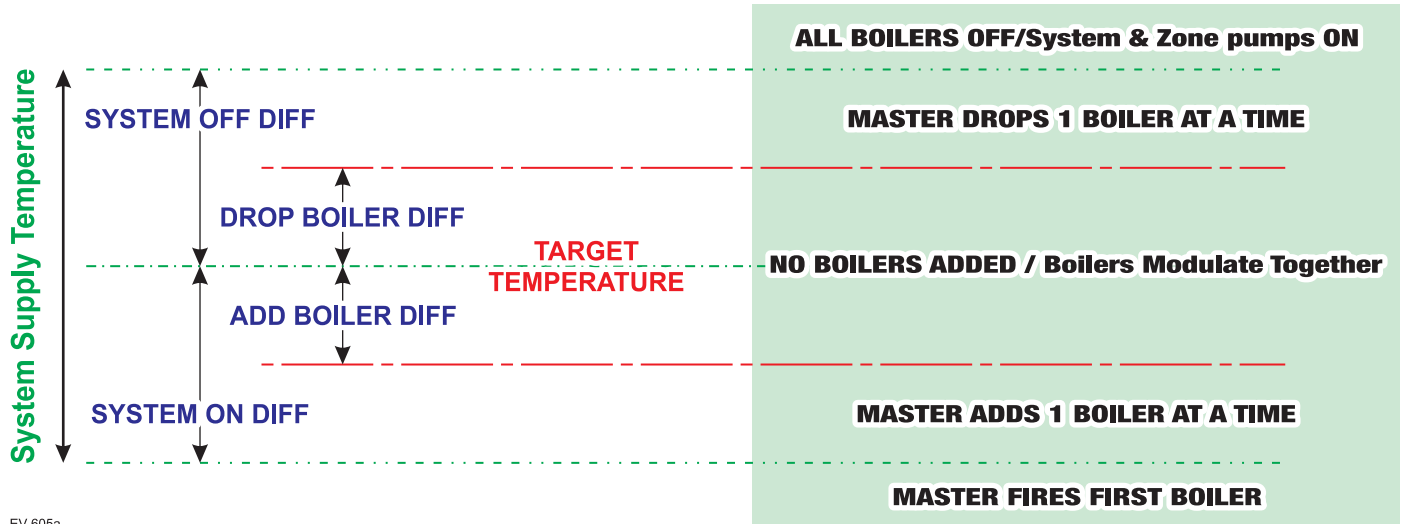 ALL BOILERS OFF/System & Zone pumps ON
System Supply Temperature
SYSTEM OFF DIFF
MASTER DROPS 1 BOILER AT A TIME
DROP BOILER DIFF
TARGET
TEMPERATURE
NO BOILERS ADDED / Boilers Modulate Together
ADD BOILER DIFF
SYSTEM ON DIFF
MASTER ADDS 1 BOILER AT A TIME
MASTER FIRES FIRST BOILER
EV-605a